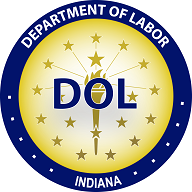 DEPARTMENT OF LABOR
DOL
INDIANA